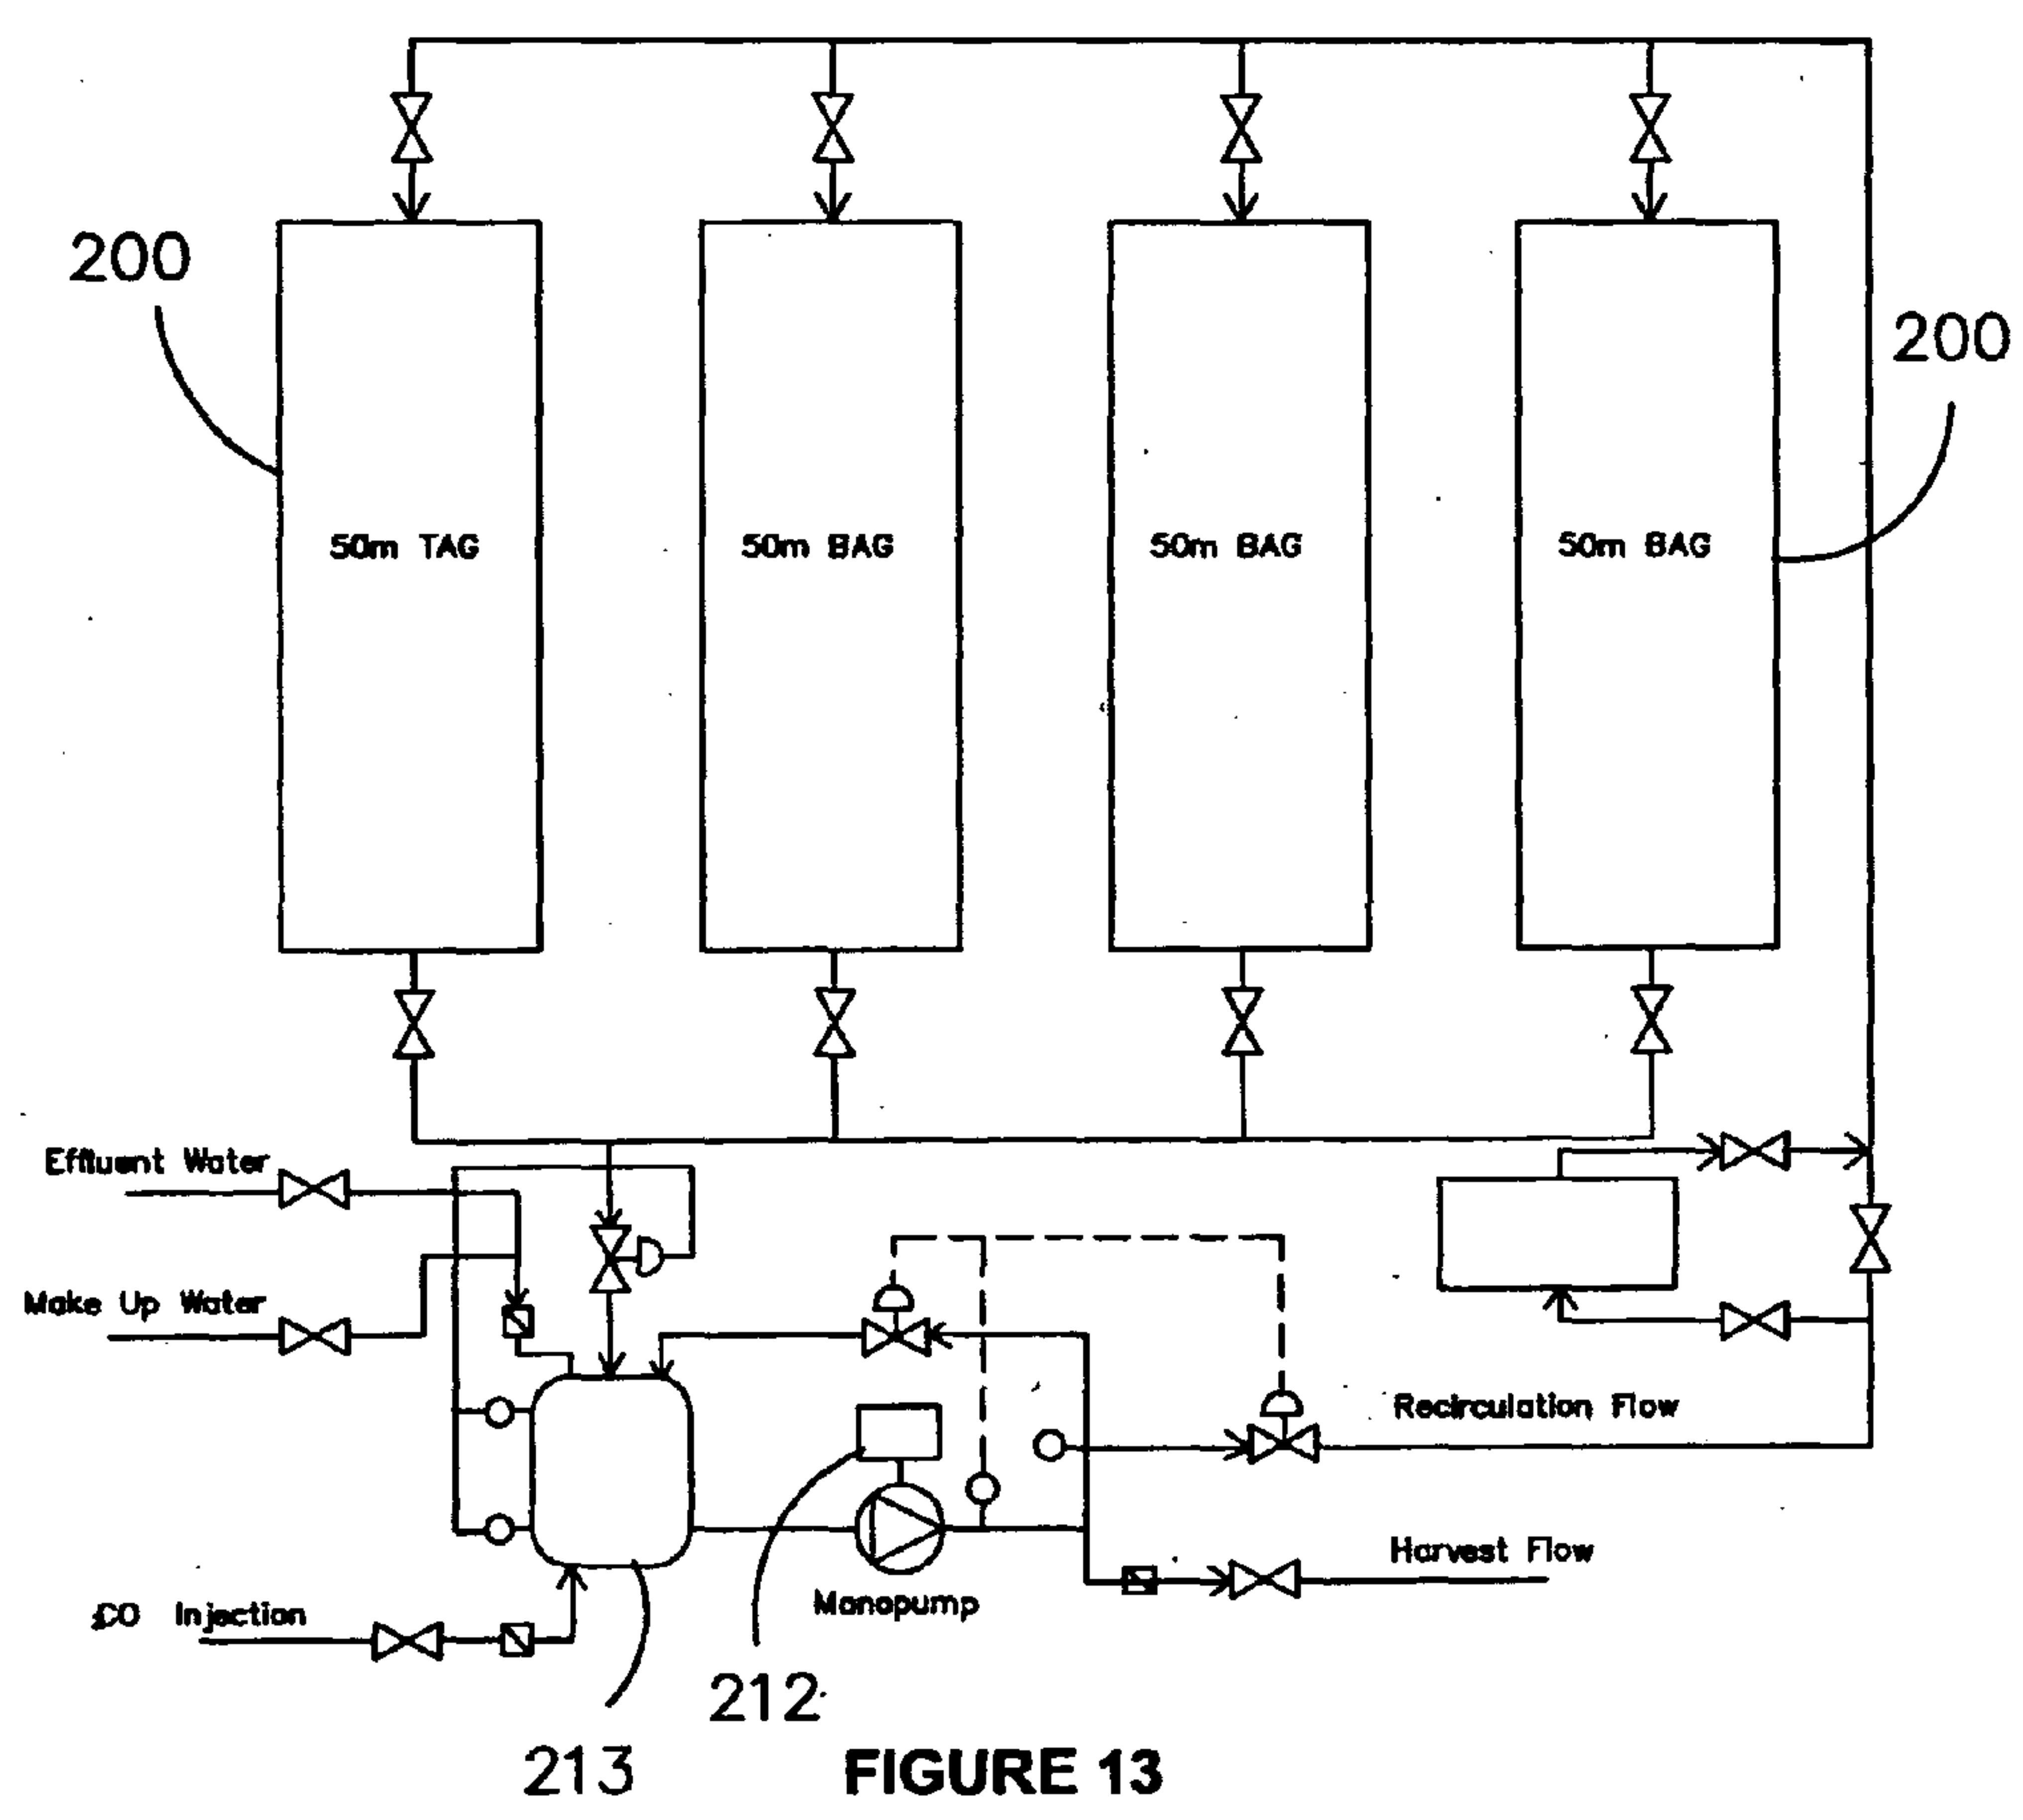 200
200
50m TAG
50m BAG
50m BAG
50m BAG
Effluent Water
Make Up Water
Recirculation Flow
Harvest Flow
Monopump
2CO Injection
212
213
FIGURE 13